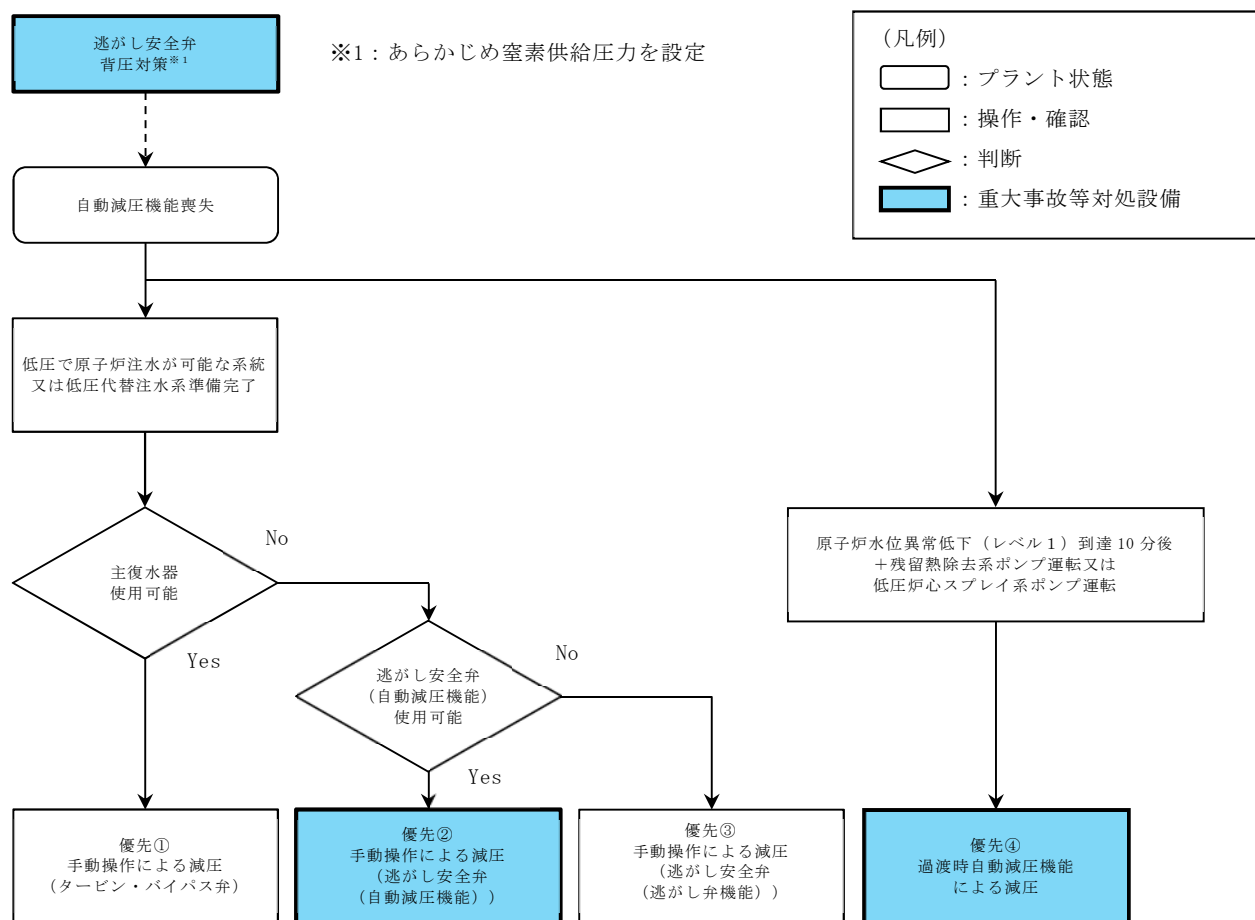 逃がし安全弁
背圧対策※1
※1：あらかじめ窒素供給圧力を設定
（凡例）
：プラント状態
：操作・確認
：判断
：重大事故等対処設備
自動減圧機能喪失
低圧で原子炉注水が可能な系統
又は低圧代替注水系準備完了
主復水器
使用可能
No
Yes
逃がし安全弁
（自動減圧機能）
使用可能
No
Yes
原子炉水位異常低下（レベル１）到達 10 分後
＋残留熱除去系ポンプ運転又は
低圧炉心スプレイ系ポンプ運転
優先①
手動操作による減圧
（タービン・バイパス弁）
優先②
手動操作による減圧
（逃がし安全弁
（自動減圧機能））
優先③
手動操作による減圧
（逃がし安全弁
（逃がし弁機能））
優先④
過渡時自動減圧機能
による減圧